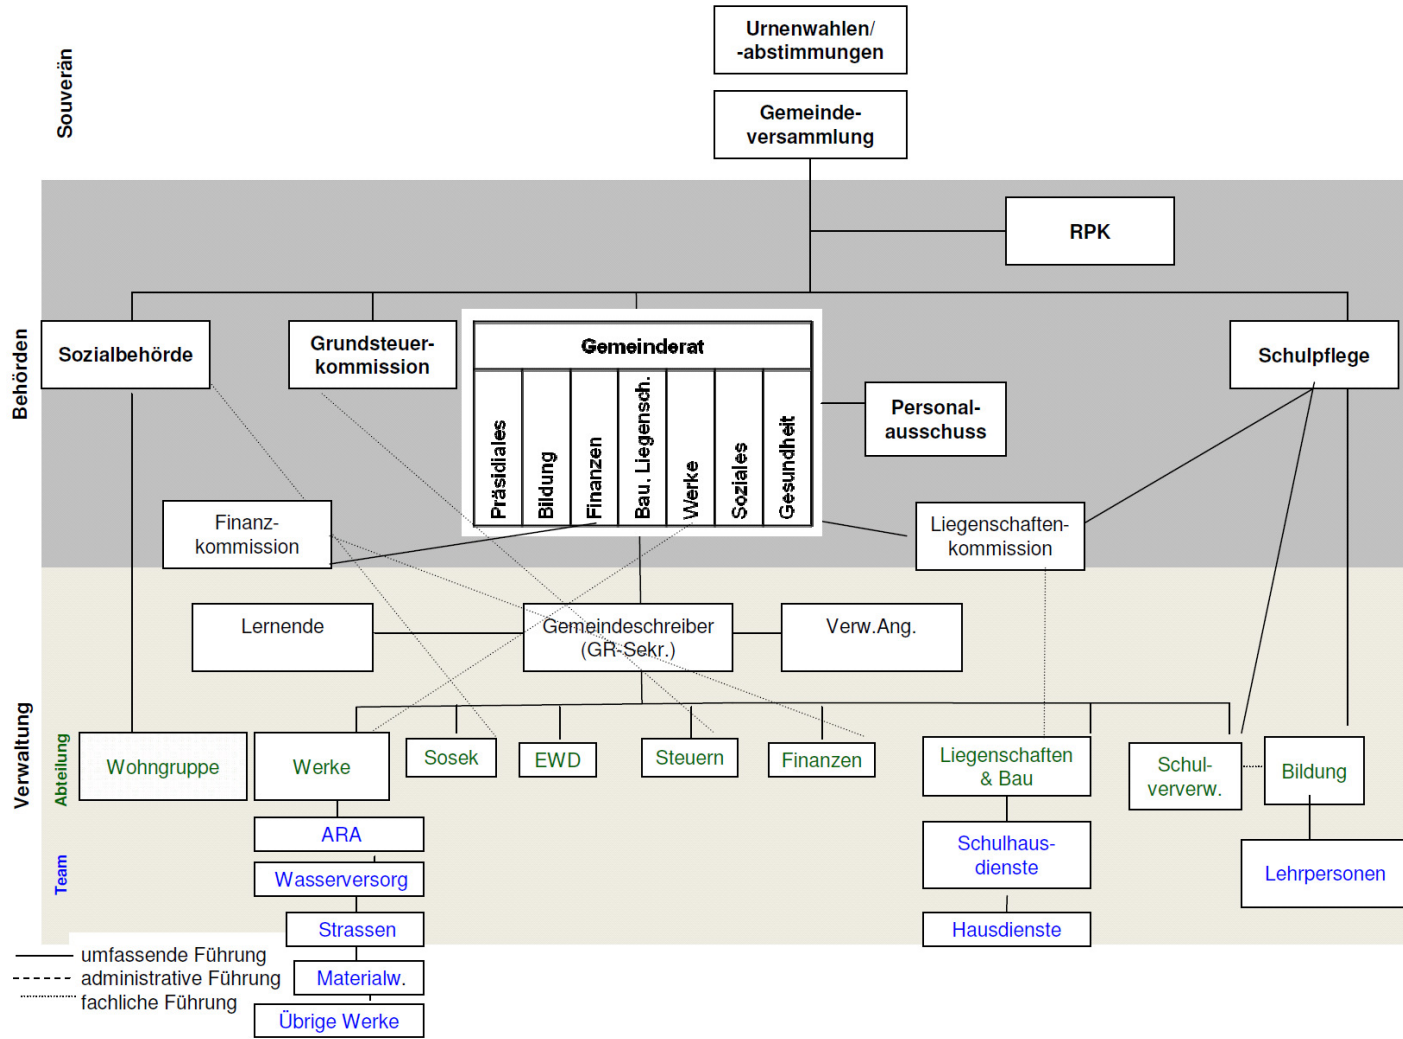 Souverän
Urnenwahlen/
-abstimmungen
Gemeinde-
versammlung
Behörden
RPK
Sozialbehörde
Grundsteuer-
kommission
Gemeinderat
Präsidiales
Bildung
Finanzen
Bau, Liegensch.
Werke
Soziales
Gesundheit
Schulpflege
Personal-
ausschuss
Finanz-
kommission
Liegenschaften-
kommission
Verwaltung
Lernende
Gemeindeschreiber
(GR-Sekr.)
Verw.Ang.
Abteilung
Wohngruppe
Werke
Sosek
EWD
Steuern
Finanzen
Liegenschaften
& Bau
Schul-
ververw.
Bildung
Team
ARA
Wasserversorg
Strassen
Materialw.
Übrige Werke
Schulhaus-
dienste
Hausdienste
Lehrpersonen
umfassende Führung
administrative Führung
fachliche Führung